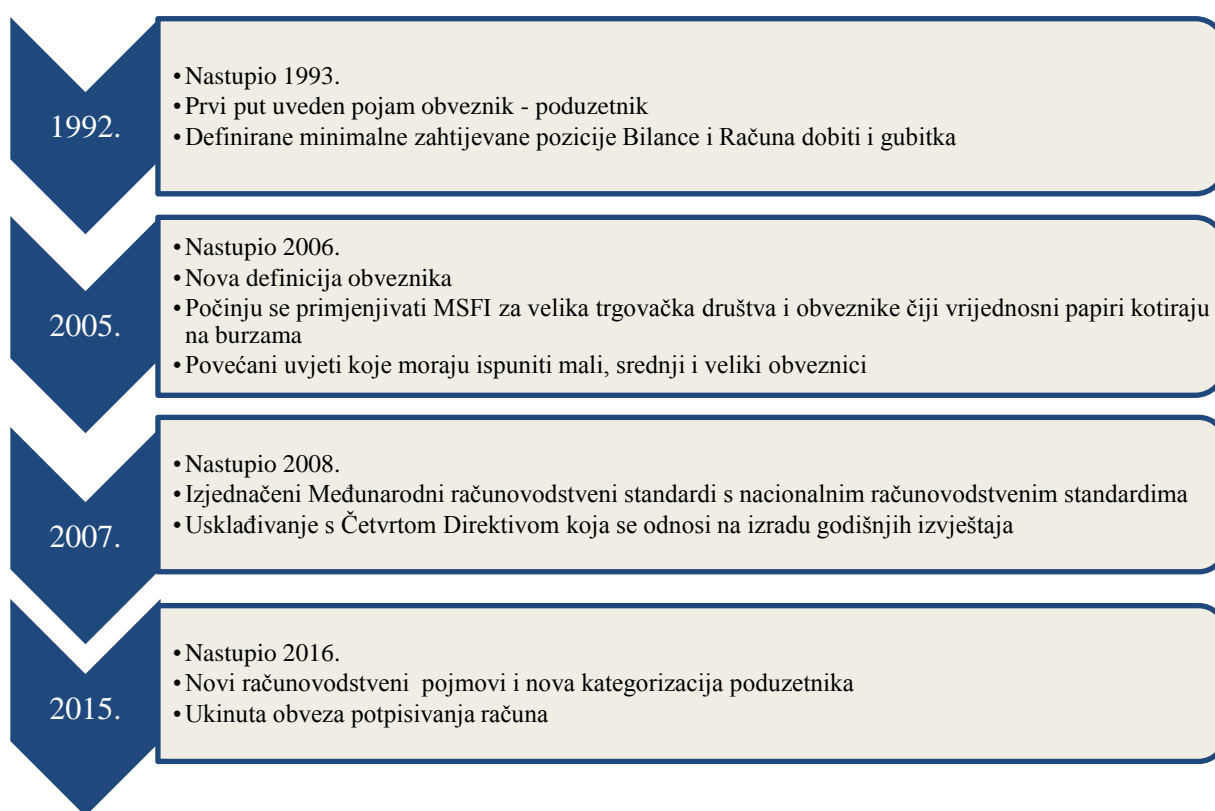 1992.
•Nastupio 1993.
•Prvi put uveden pojam obveznik - poduzetnik
•Definirane minimalne zahtijevane pozicije Bilance i Računa dobiti i gubitka
2005.
•Nastupio 2006.
•Nova definicija obveznika
•Počinju se primjenjivati MSFI za velika trgovačka društva i obveznike čiji vrijednosni papiri kotiraju
na burzama
•Povećani uvjeti koje moraju ispuniti mali, srednji i veliki obveznici
2007.
•Nastupio 2008.
•Izjednačeni Međunarodni računovodstveni standardi s nacionalnim računovodstvenim standardima
•Usklađivanje s Četvrtom Direktivom koja se odnosi na izradu godišnjih izvještaja
2015.
•Nastupio 2016.
•Novi računovodstveni  pojmovi i nova kategorizacija poduzetnika
•Ukinuta obveza potpisivanja računa